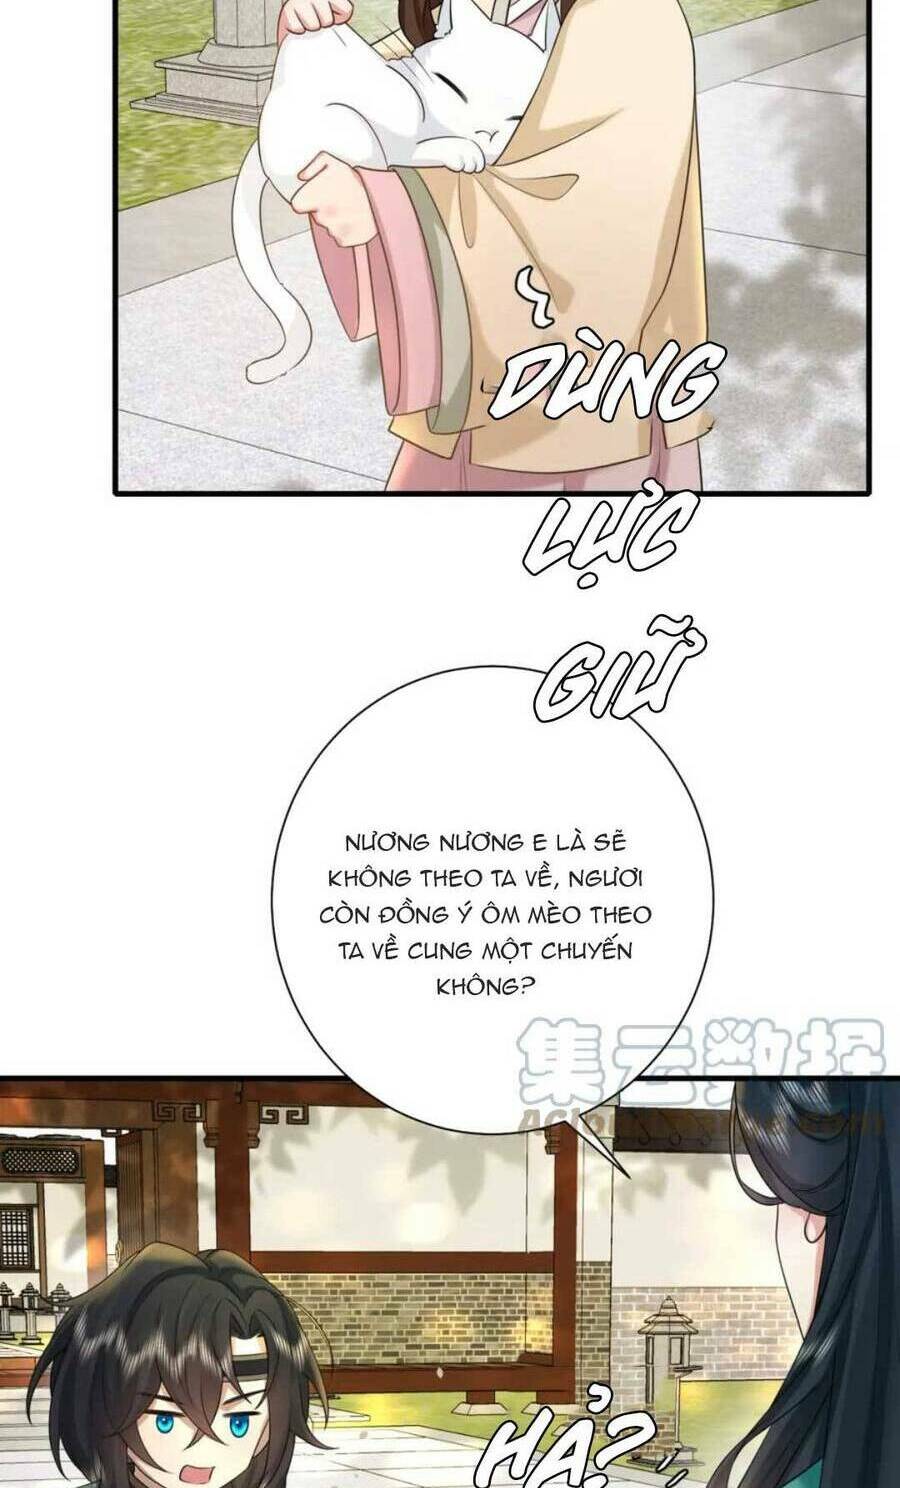 DÙNG
LỰC
GIỮ
NƯƠNG NƯƠNG E LÀ SẼ
KHÔNG THEO TA VỀ, NGƯƠI
CÒN ĐỒNG Ý ÔM MÈO THEO
TA VỀ CUNG MỘT CHUYẾN
KHÔNG?
集云数据
HẢ?